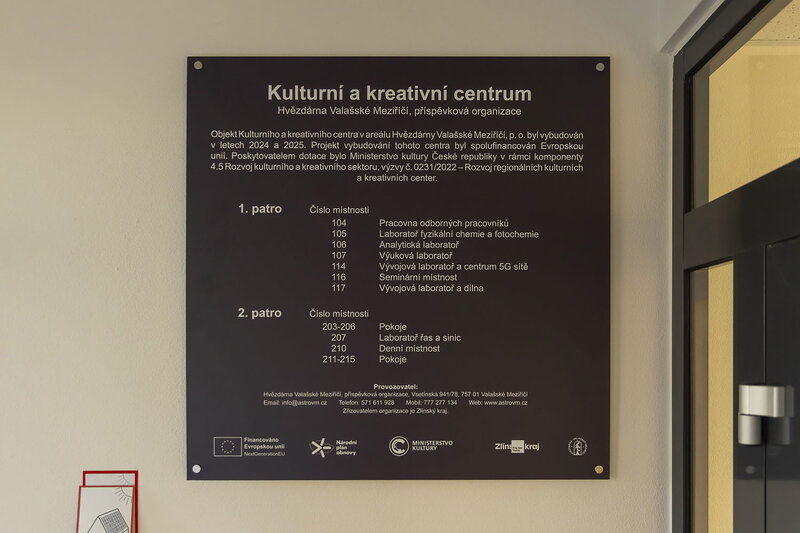 Kulturní a kreativní centrum
Hvězdárna Valašské Meziříčí, příspěvková organizace
Objekt Kulturního a kreativního centra v areálu Hvězdárny Valašské Meziříčí, p. o. byl vybudován
v letech 2024 a 2025. Projekt vybudování tohoto centra byl spolufinancován Evropskou
unií. Poskytovatelem dotace bylo Ministerstvo kultury České republiky v rámci komponenty
4.5 Rozvoj kulturního a kreativního sektoru, výzvy č. 0231/2022 – Rozvoj regionálních kulturních
a kreativních center.
1. patro Číslo místnosti
104 Pracovna odborných pracovníků
105 Laboratoř fyzikální chemie a fotochemie
106 Analytická laboratoř
107 Výuková laboratoř
114 Vývojová laboratoř a centrum 5G sítě
116 Seminární místnost
117 Vývojová laboratoř a dílna
2. patro Číslo místnosti
203-206 Pokoje
207 Laboratoř řas a sinic
210 Denní místnost
211-215 Pokoje
Provozovatel:
Hvězdárna Valašské Meziříčí, příspěvková organizace, Vsetínská 941/78, 757 01 Valašské Meziříčí
Email: info@astrovm.cz Telefon: 571 611 928 Mobil: 777 277 134 Web: www.astrovm.cz
Zřizovatelem organizace je Zlínský kraj.
Financováno
Evropskou unií
NextGenerationEU
Národní
plán
obnovy
MINISTERSTVO
KULTURY
Zlínský kraj